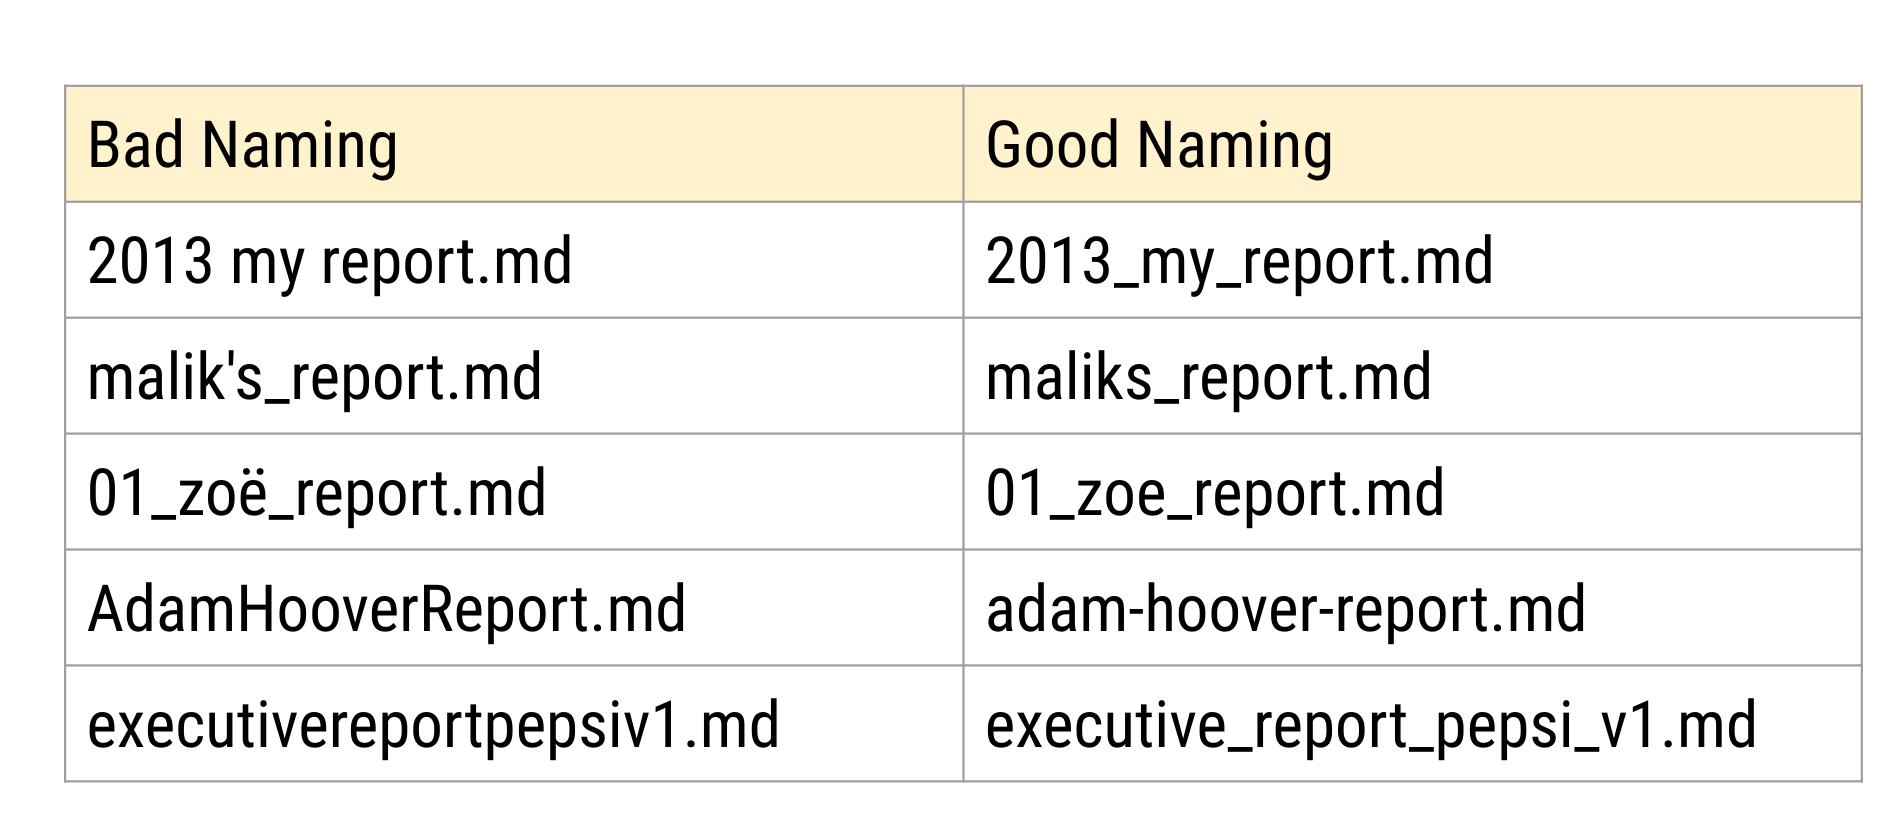 Bad Naming Good Naming
2013 my report.md 2013_my_report.md
malik's_report.md maliks_report.md
01_zoë_report.md 01_zoe_report.md
AdamHooverReport.md adam-hoover-report.md
executivereportpepsiv1.md executive_report_pepsi_v1.md